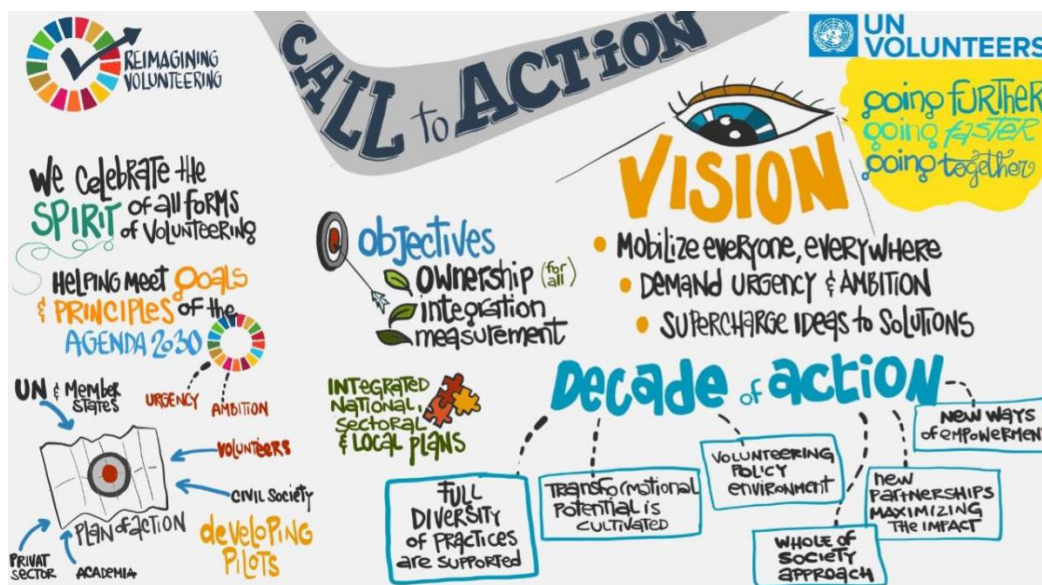 REIMAGINING
VOLUNTEERING
CALL to ACTION
UN
VOLUNTEERS
going FURTHER
going faster
going together
VISION
Mobilize everyone, everywhere
DEMAND URGENCY & AMBITION
SUPERCHARGE IDEAS to SOLUTIONS
We celebrate the
SPIRIT of all forms
of VOLUNTEERING
HELPING MEET goals
& PRINCIPLES of the
AGENDA 2030
URGENCY
AMBITION
objectives
ownership (for all)
integration
measurement
UN & Member
States
VOLUNTEERS
CIVIL SOCIETY
Plan of action
PRIVAT
SECTOR
ACADEMIA
developing
PILOTS
INTEGRATED
NATIONAL,
SECTORAL
& LOCAL PLANS
Decade of action
FULL
DIVERSITY
OF PRACTICES
ARE SUPPORTED
TRANSFORMATIONAL
POTENTIAL IS
CULTIVATED
VOLUNTEERING
POLICY
ENVIRONMENT
WHOLE OF
SOCIETY
APPROACH
new
PARTNERSHIPS
MAXIMIZING
THE IMPACT
NEW WAYS
of EMPOWERMENT